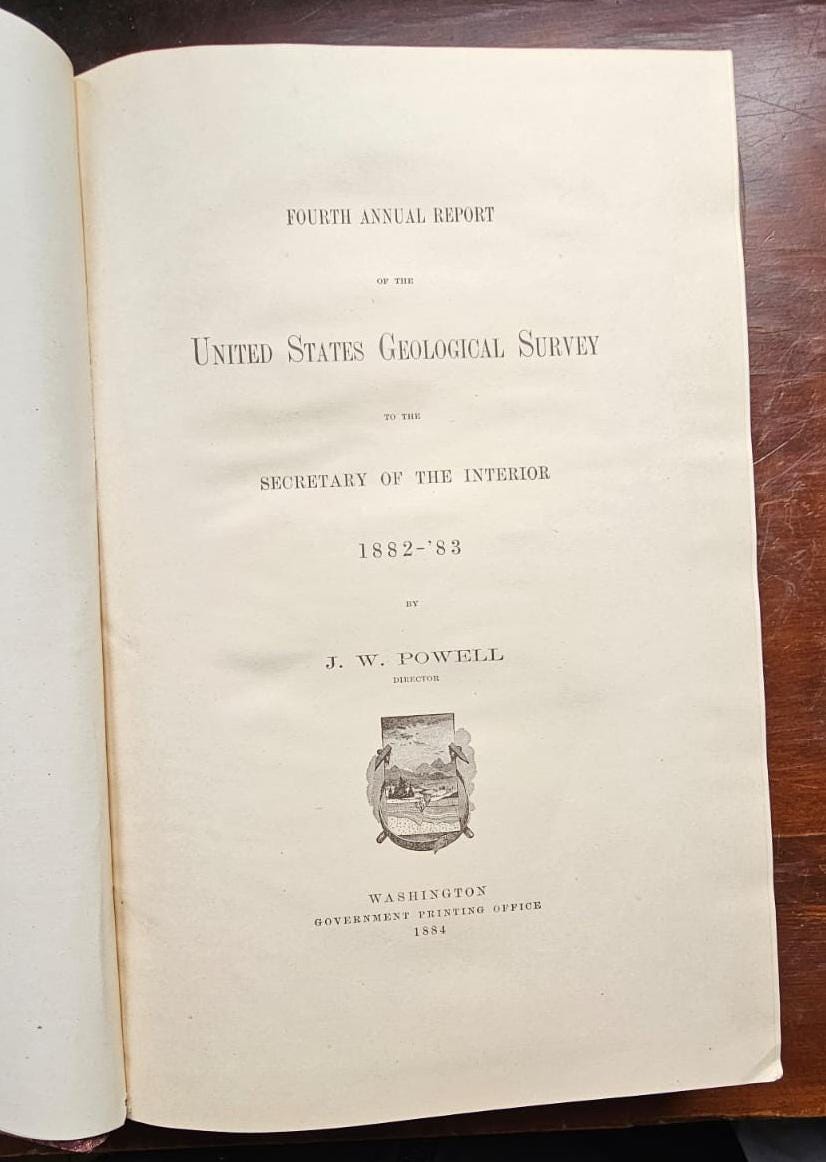 FOURTH ANNUAL REPORT
OF THE
UNITED STATES GEOLOGICAL SURVEY
TO THE
SECRETARY OF THE INTERIOR
1882-'83
BY
J. W. POWELL
DIRECTOR
WASHINGTON
GOVERNMENT PRINTING OFFICE
1884